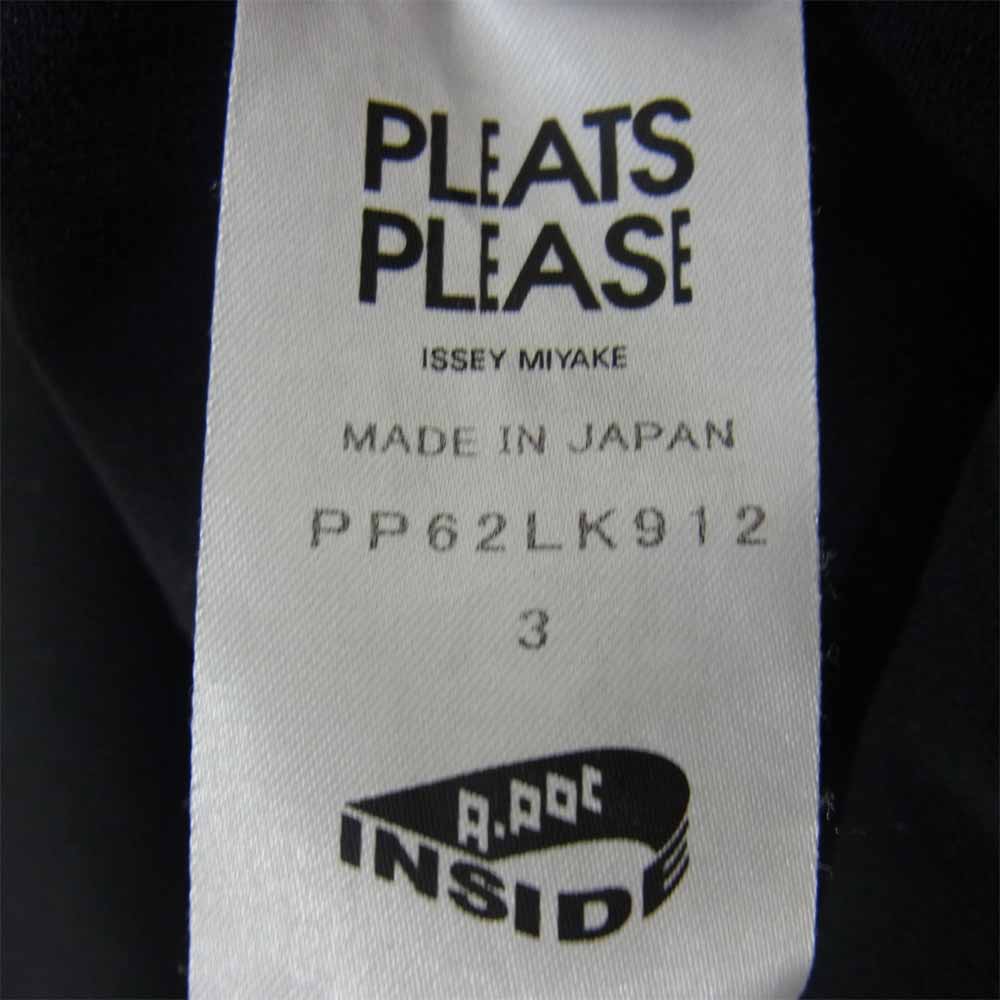 PLEATS
PLEASE
ISSEY MIYAKE
MADE IN JAPAN
PP62LK912
3
A.POC
INSIDE